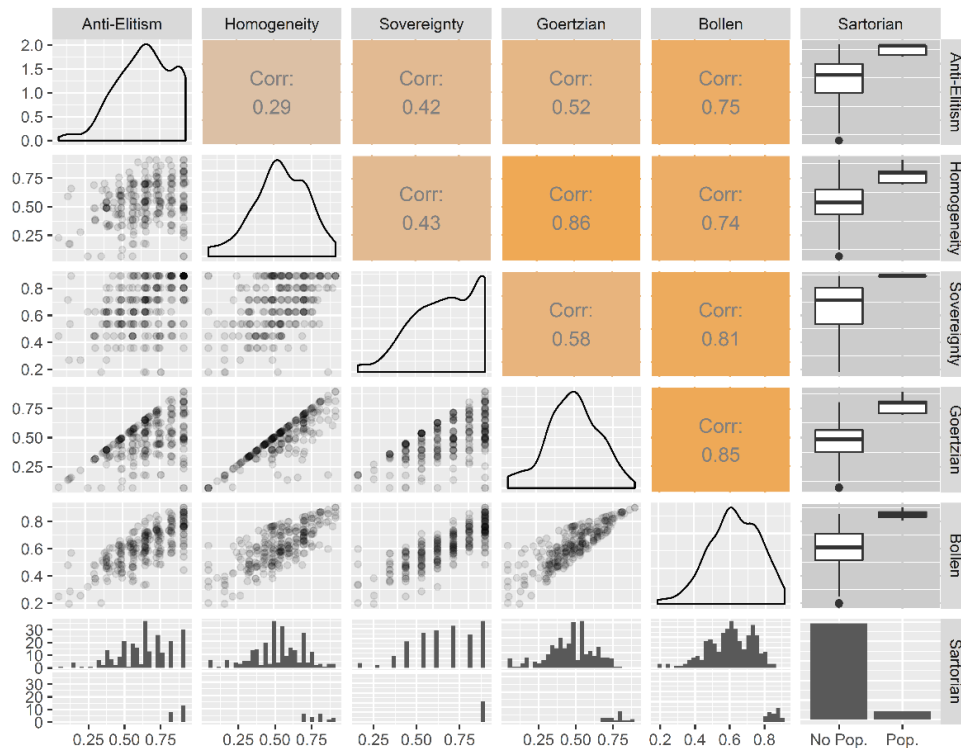 Anti-Elitism Homogeneity Sovereignty Goertzian Bollen Sartorian
2.0
1.5
1.0
0.5
0.0
Corr: Corr: Corr: Corr:
0.29 0.42 0.52 0.75
Anti-Elitism
0.75
0.50
0.25
Corr: Corr: Corr:
0.43 0.86 0.74
Homogeneity
0.8
0.6
0.4
0.2
Corr: Corr:
0.58 0.81
Sovereignty
0.75
0.50
0.25
Corr:
0.85
Goertzian
0.8
0.6
0.4
0.2
Bollen
30
20
10
0
30
20
10
0
Sartorian
0.25 0.50 0.75 0.25 0.50 0.75 0.2 0.4 0.6 0.8 0.25 0.50 0.75 0.2 0.4 0.6 0.8 No Pop. Pop.